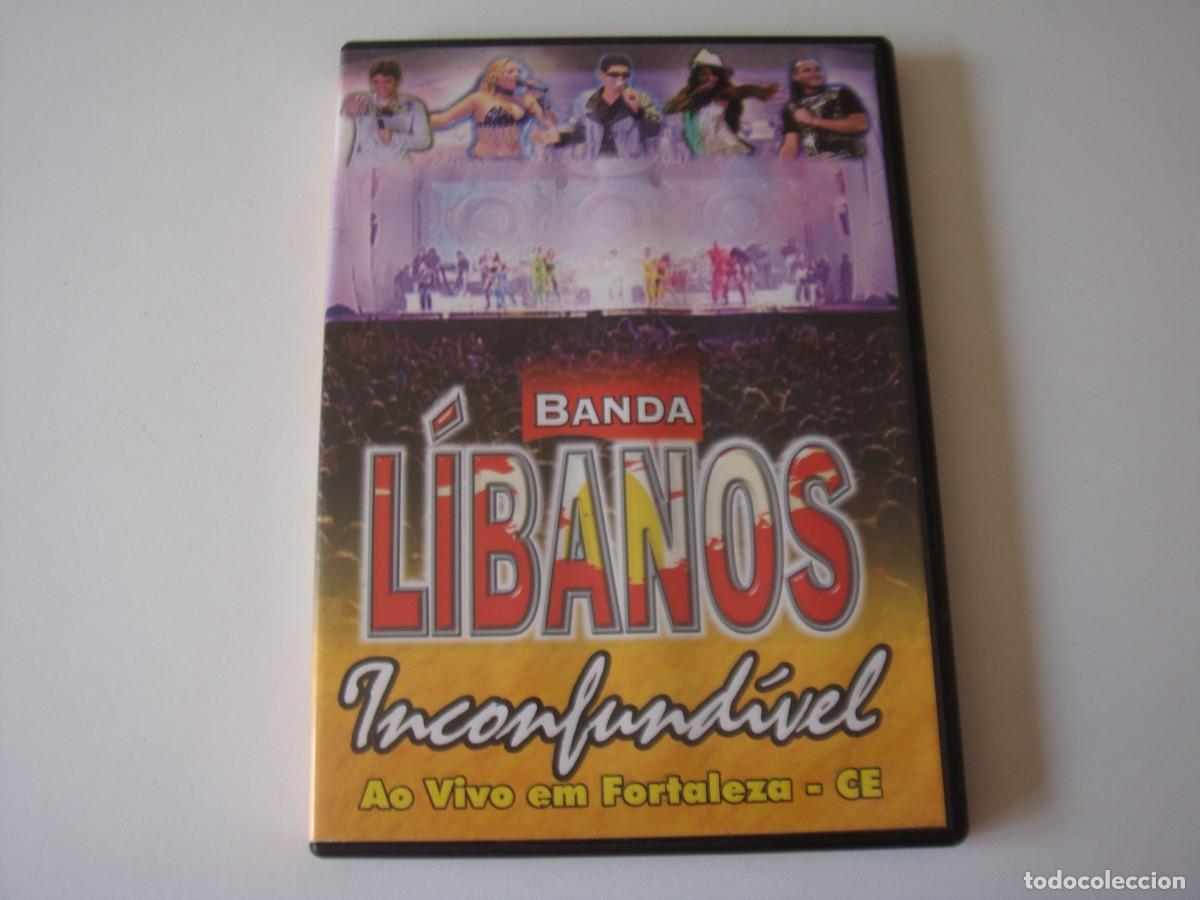 BANDA
LÍBANOS
Inconfundível
Ao Vivo em Fortaleza - CE
todocoleccion